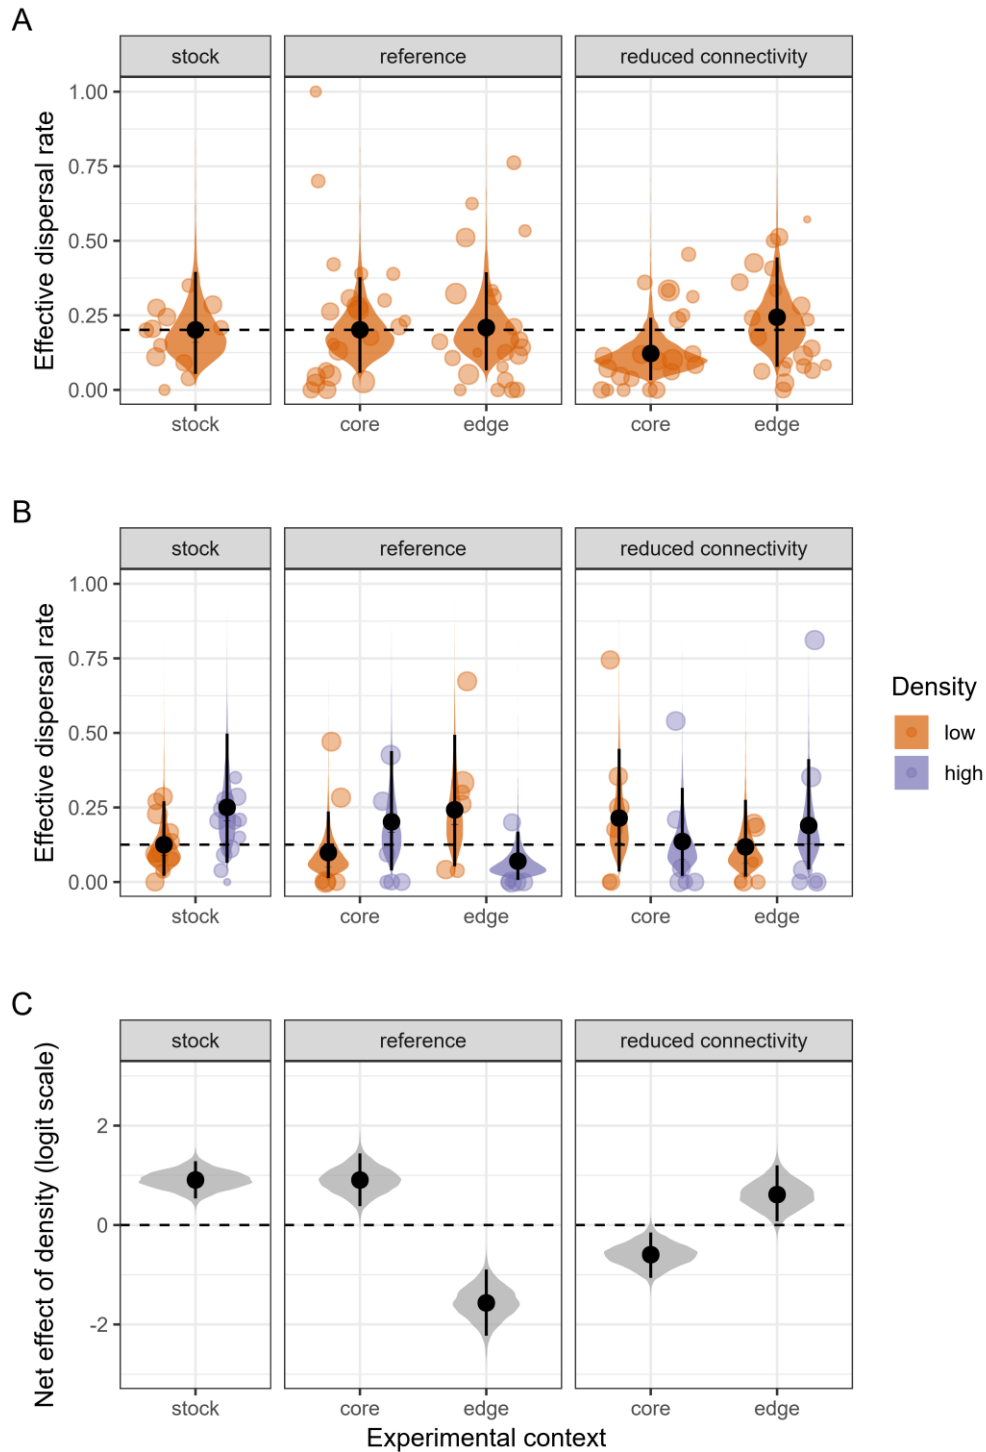 A
stock reference reduced connectivity
Effective dispersal rate
1.00
0.75
0.50
0.25
0.00
stock core edge core edge
B
stock reference reduced connectivity
Effective dispersal rate
1.00
0.75
0.50
0.25
0.00
stock core edge core edge
Density
low
high
C
stock reference reduced connectivity
Net effect of density (logit scale)
2
0
-2
stock core edge core edge
Experimental context